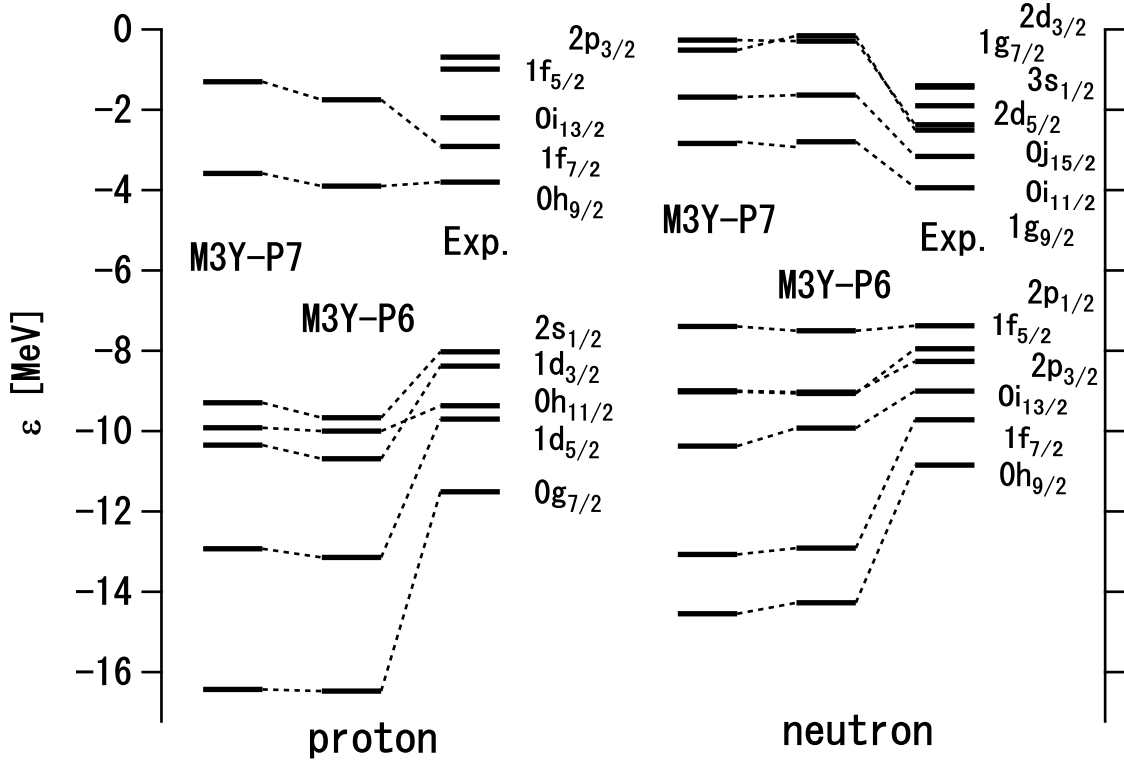 0
−2
−4
−6
−8
−10
−12
−14
−16
ε [MeV]
2p3/2
1f5/2
0i13/2
1f7/2
0h9/2
M3Y−P7
Exp.
M3Y−P6
2s1/2
1d3/2
0h11/2
1d5/2
0g7/2
proton
2d3/2
1g7/2
3s1/2
2d5/2
0j15/2
0i11/2
1g9/2
M3Y−P7
Exp.
M3Y−P6
2p1/2
1f5/2
2p3/2
0i13/2
1f7/2
0h9/2
neutron